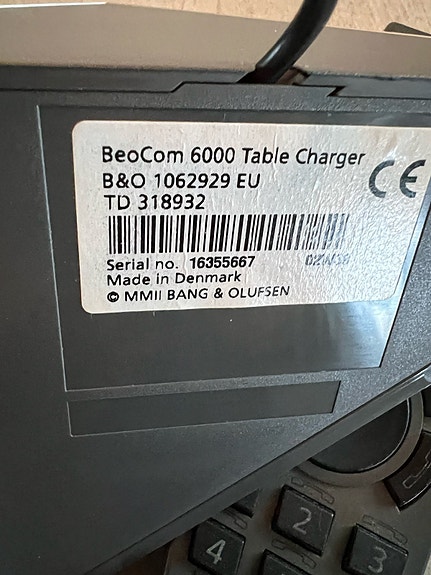 BeoCom 6000 Table Charger
B&O 1062929 EU
CE
TD 318932
Serial no. 16355667
Made in Denmark
© MMII BANG & OLUFSEN
2
4
3